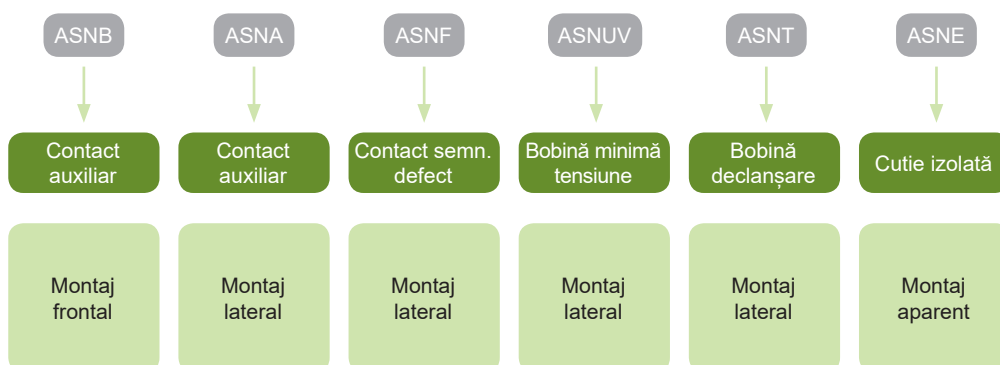 ASNB
ASNA
ASNF
ASNUV
ASNT
ASNE
Contact
auxiliar
Contact
auxiliar
Contact semn.
defect
Bobină minimă
tensiune
Bobină
declanșare
Cutie izolată
Montaj
frontal
Montaj
lateral
Montaj
lateral
Montaj
lateral
Montaj
lateral
Montaj
aparent